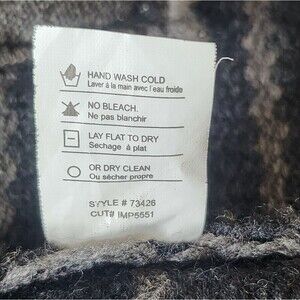 HAND WASH COLD
Laver à la main avec l'eau froide
NO BLEACH.
Ne pas blanchir
LAY FLAT TO DRY
Sechage à plat
OR DRY CLEAN
Ou sécher propre
STYLE # 73426
CUT# IMP5551